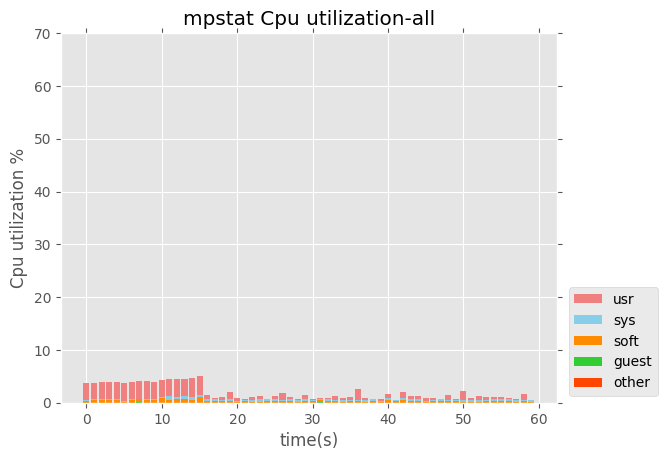 mpstat Cpu utilization-all
70
60
50
40
30
20
10
0
Cpu utilization %
0 10 20 30 40 50 60
time(s)
usr
sys
soft
guest
other